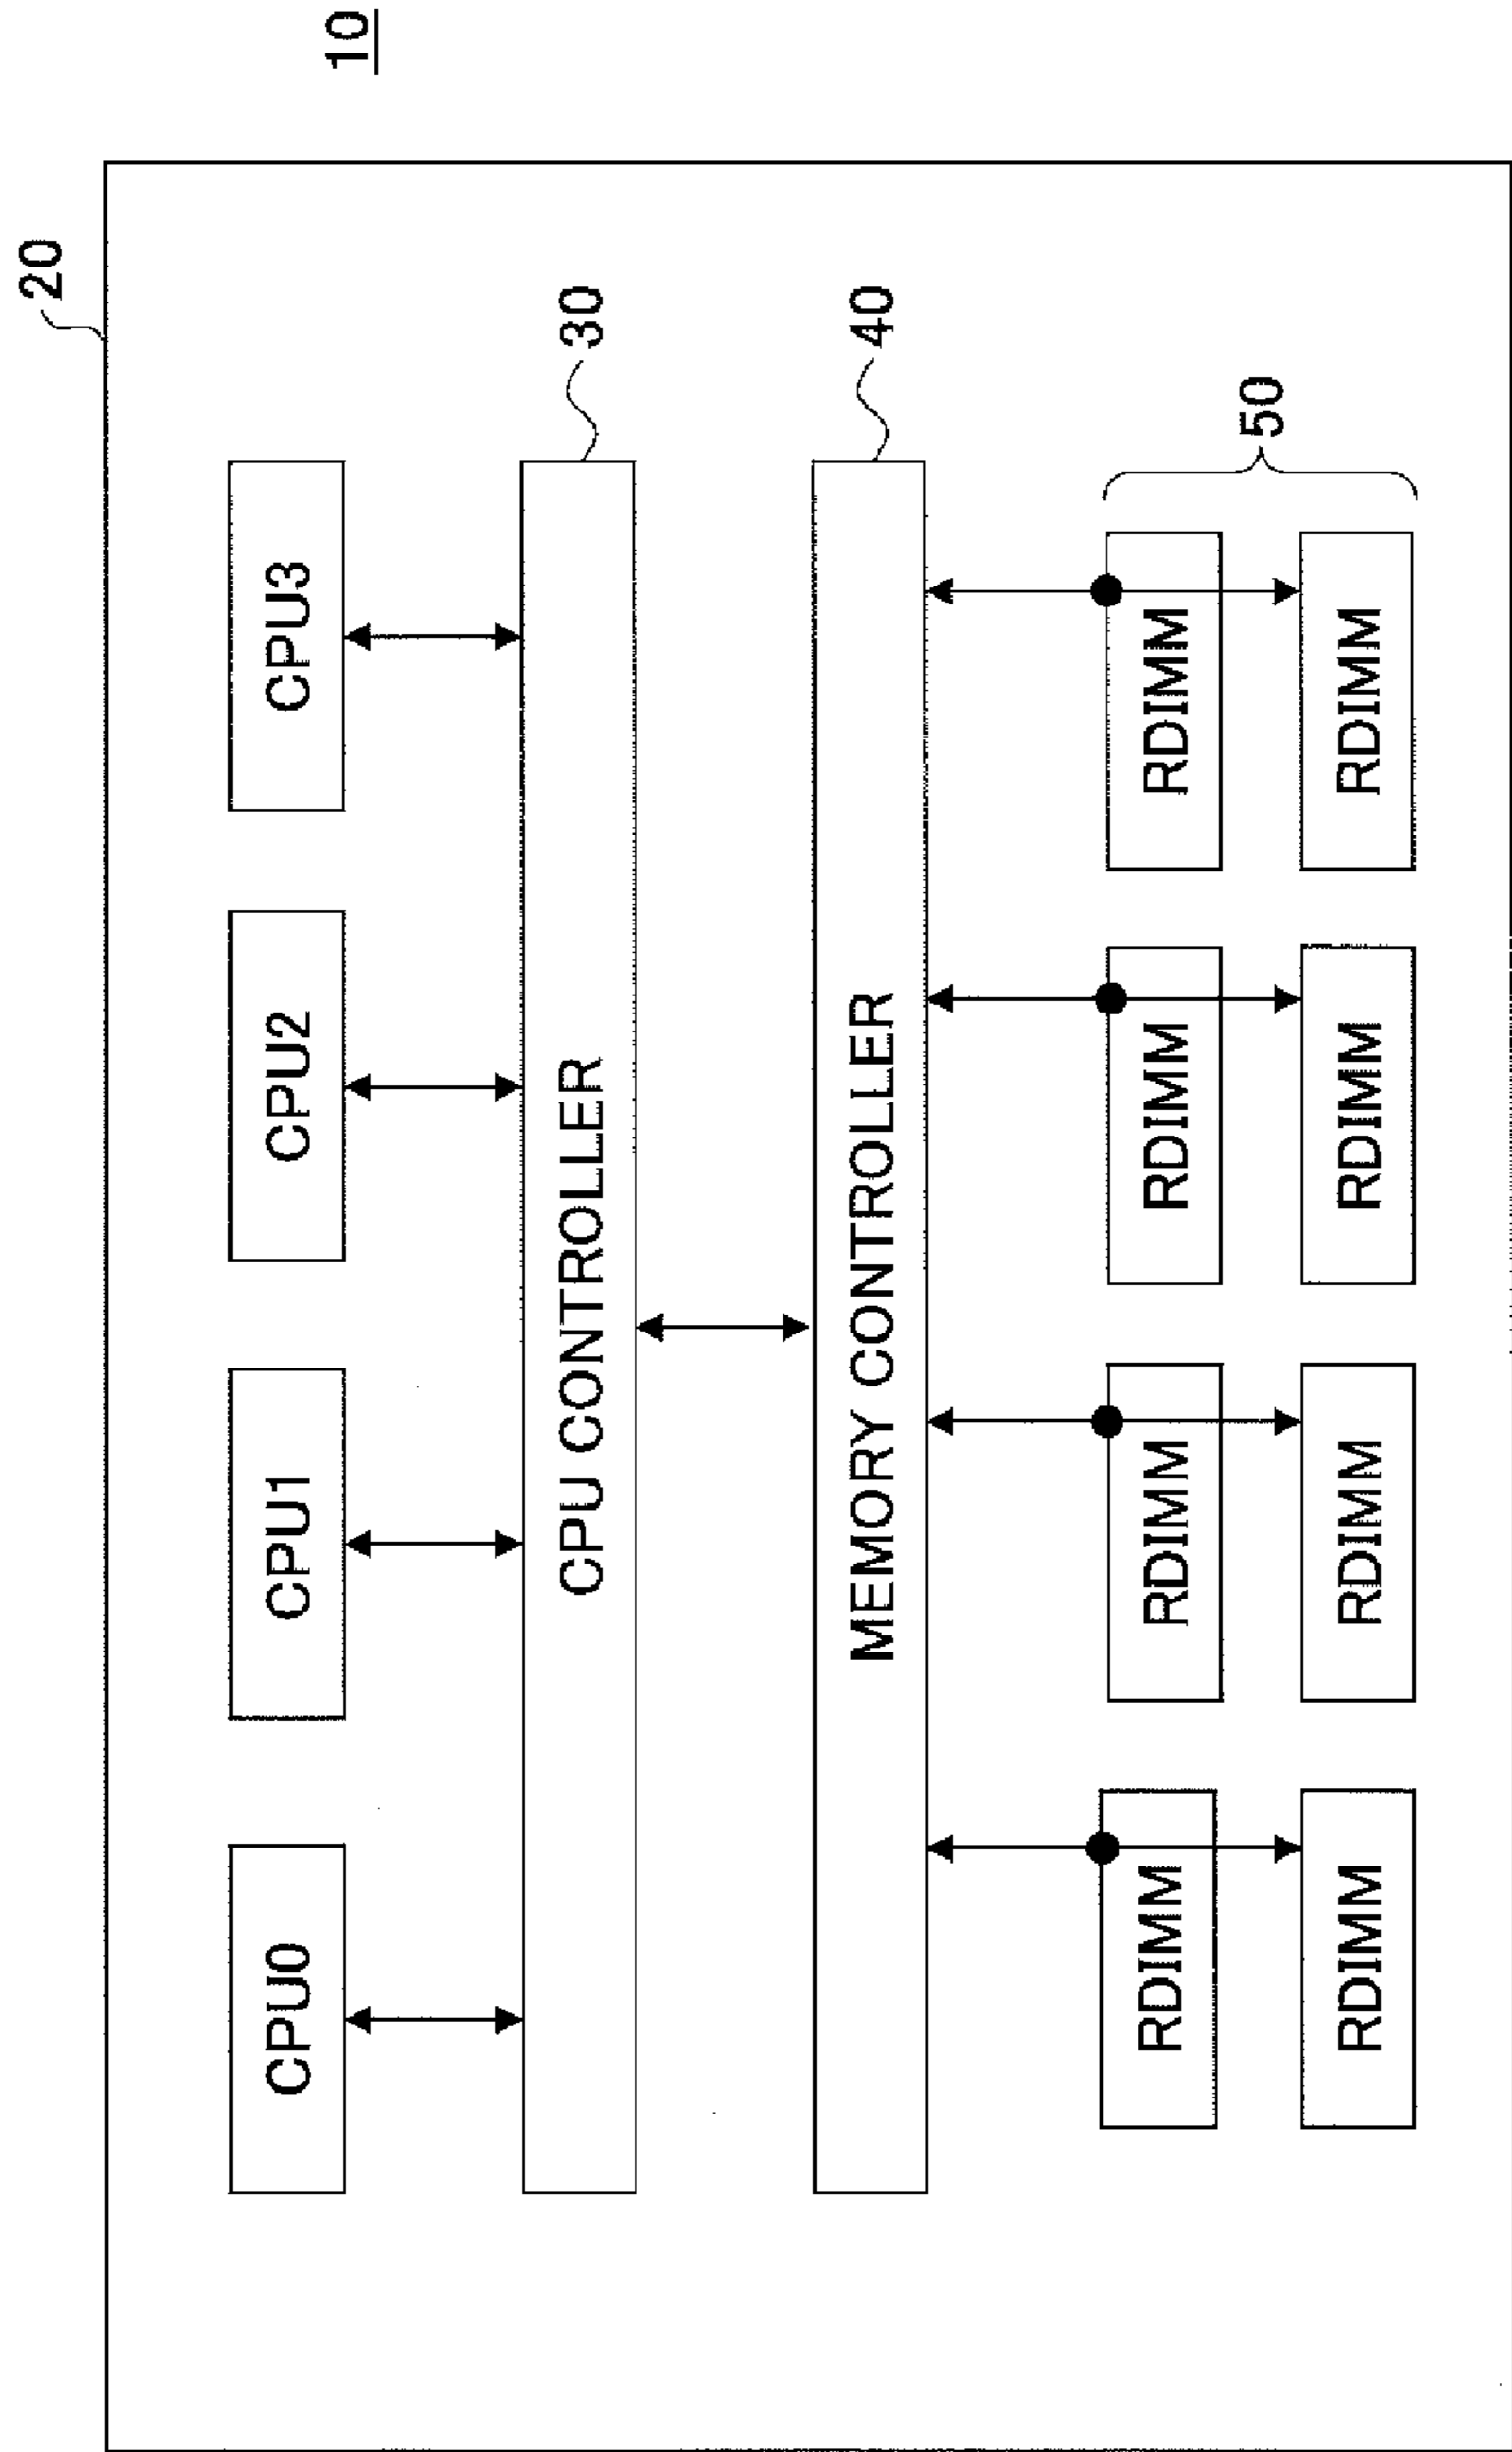 10
20
CPU0
CPU1
CPU2
CPU3
CPU CONTROLLER
30
MEMORY CONTROLLER
40
RDIMM
RDIMM
RDIMM
RDIMM
50
RDIMM
RDIMM
RDIMM
RDIMM